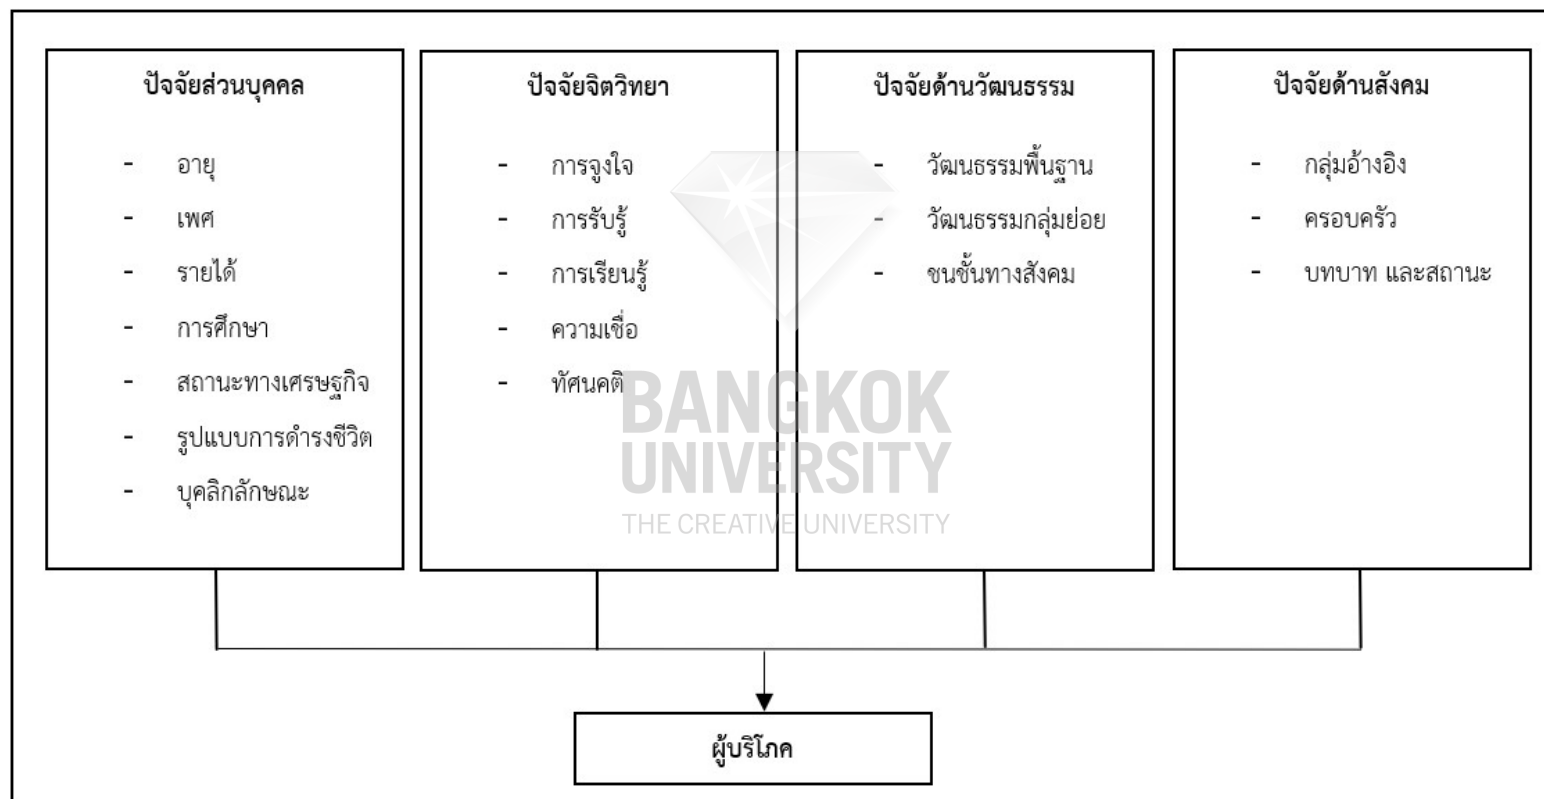 ปัจจัยส่วนบุคคล
- อายุ
- เพศ
- รายได้
- การศึกษา
- สถานะทางเศรษฐกิจ
- รูปแบบการดำรงชีวิต
- บุคลิกลักษณะ
ปัจจัยจิตวิทยา
- การจูงใจ
- การรับรู้
- การเรียนรู้
- ความเชื่อ
- ทัศนคติ
ปัจจัยด้านวัฒนธรรม
- วัฒนธรรมพื้นฐาน
- วัฒนธรรมกลุ่มย่อย
- ชนชั้นทางสังคม
ปัจจัยด้านสังคม
- กลุ่มอ้างอิง
- ครอบครัว
- บทบาท และสถานะ
BANGKOK
UNIVERSITY
THE CREATIVE UNIVERSITY
ผู้บริโภค